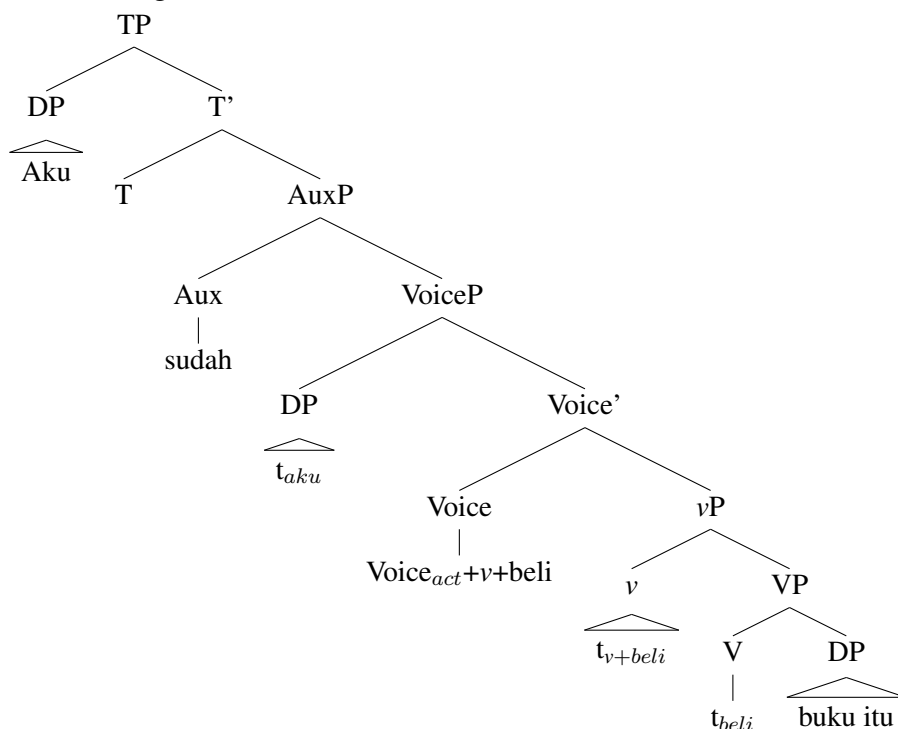 TP
DP T’
Aku
T AuxP
Aux VoiceP
sudah
DP Voice’
t_aku
Voice vP
Voice_act+v+beli
v VP
t_v+beli
V DP
t_beli buku itu